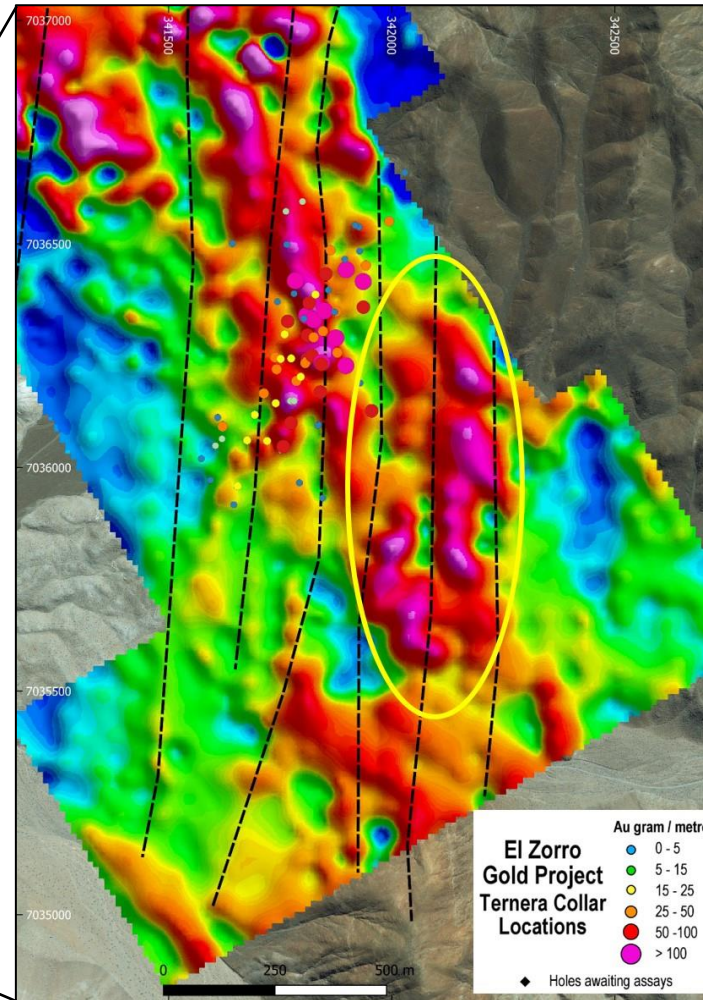 7037000
341500
342000
342500
7036500
7036000
7035500
7035000
0 250 500 m
El Zorro
Gold Project
Ternera Collar
Locations
Au gram / metr
0 - 5
5 - 15
15 - 25
25 - 50
50 -100
> 100
Holes awaiting assays